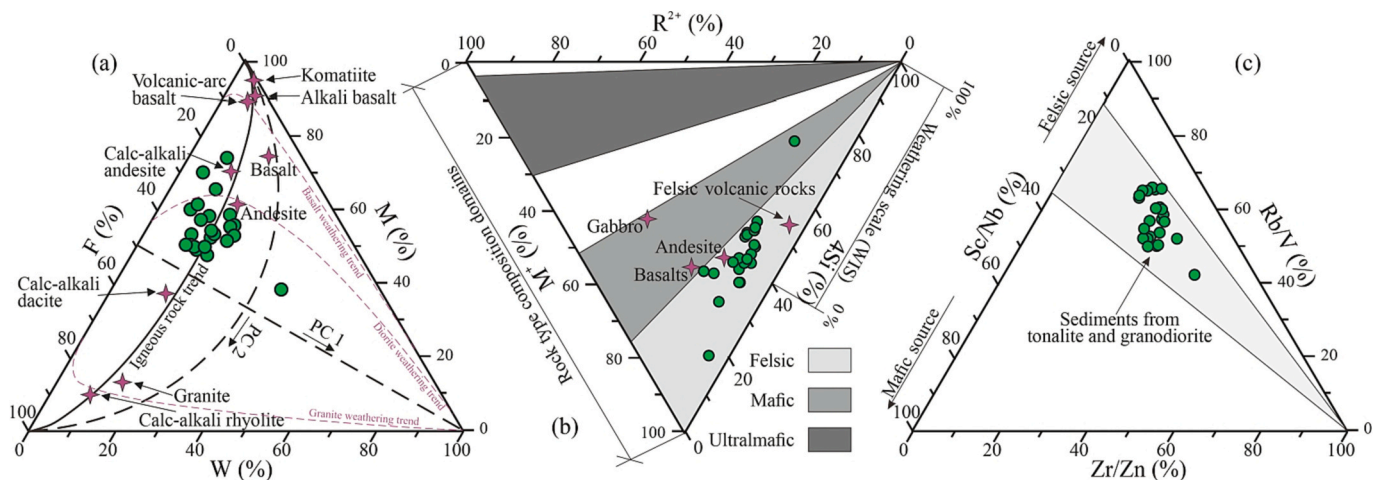 (a)
0
100
Komatiite
Volcanic-arc
basalt
Alkali basalt
20
80
Calc-alkali
andesite
Basalt
40
60
Andesite
F (%)
M (%)
Basalt weathering trend
60
40
Calc-alkali
dacite
Igneous rock trend
PC 2
PC 1
Diorite weathering trend
80
20
Granite
Granite weathering trend
Calc-alkali rhyolite
100
0
0
20
40
60
80
100
W (%)
R²⁺ (%)
100
80
60
40
20
0
0
100
100 %
20
80
Weathering scale (WIS)
Felsic volcanic rocks
40
60
Gabbro
M⁺ (%)
Andesite
Basalts
4Si (%)
60
40
0 %
Rock type composition domains
80
20
100
0
(b)
Felsic
Mafic
Ultralmafic
(c)
0
100
Felsic source
20
80
Sc/Nb (%)
40
60
Rb/V (%)
60
40
Sediments from
tonalite and granodiorite
Mafic source
80
20
100
0
0
20
40
60
80
100
Zr/Zn (%)